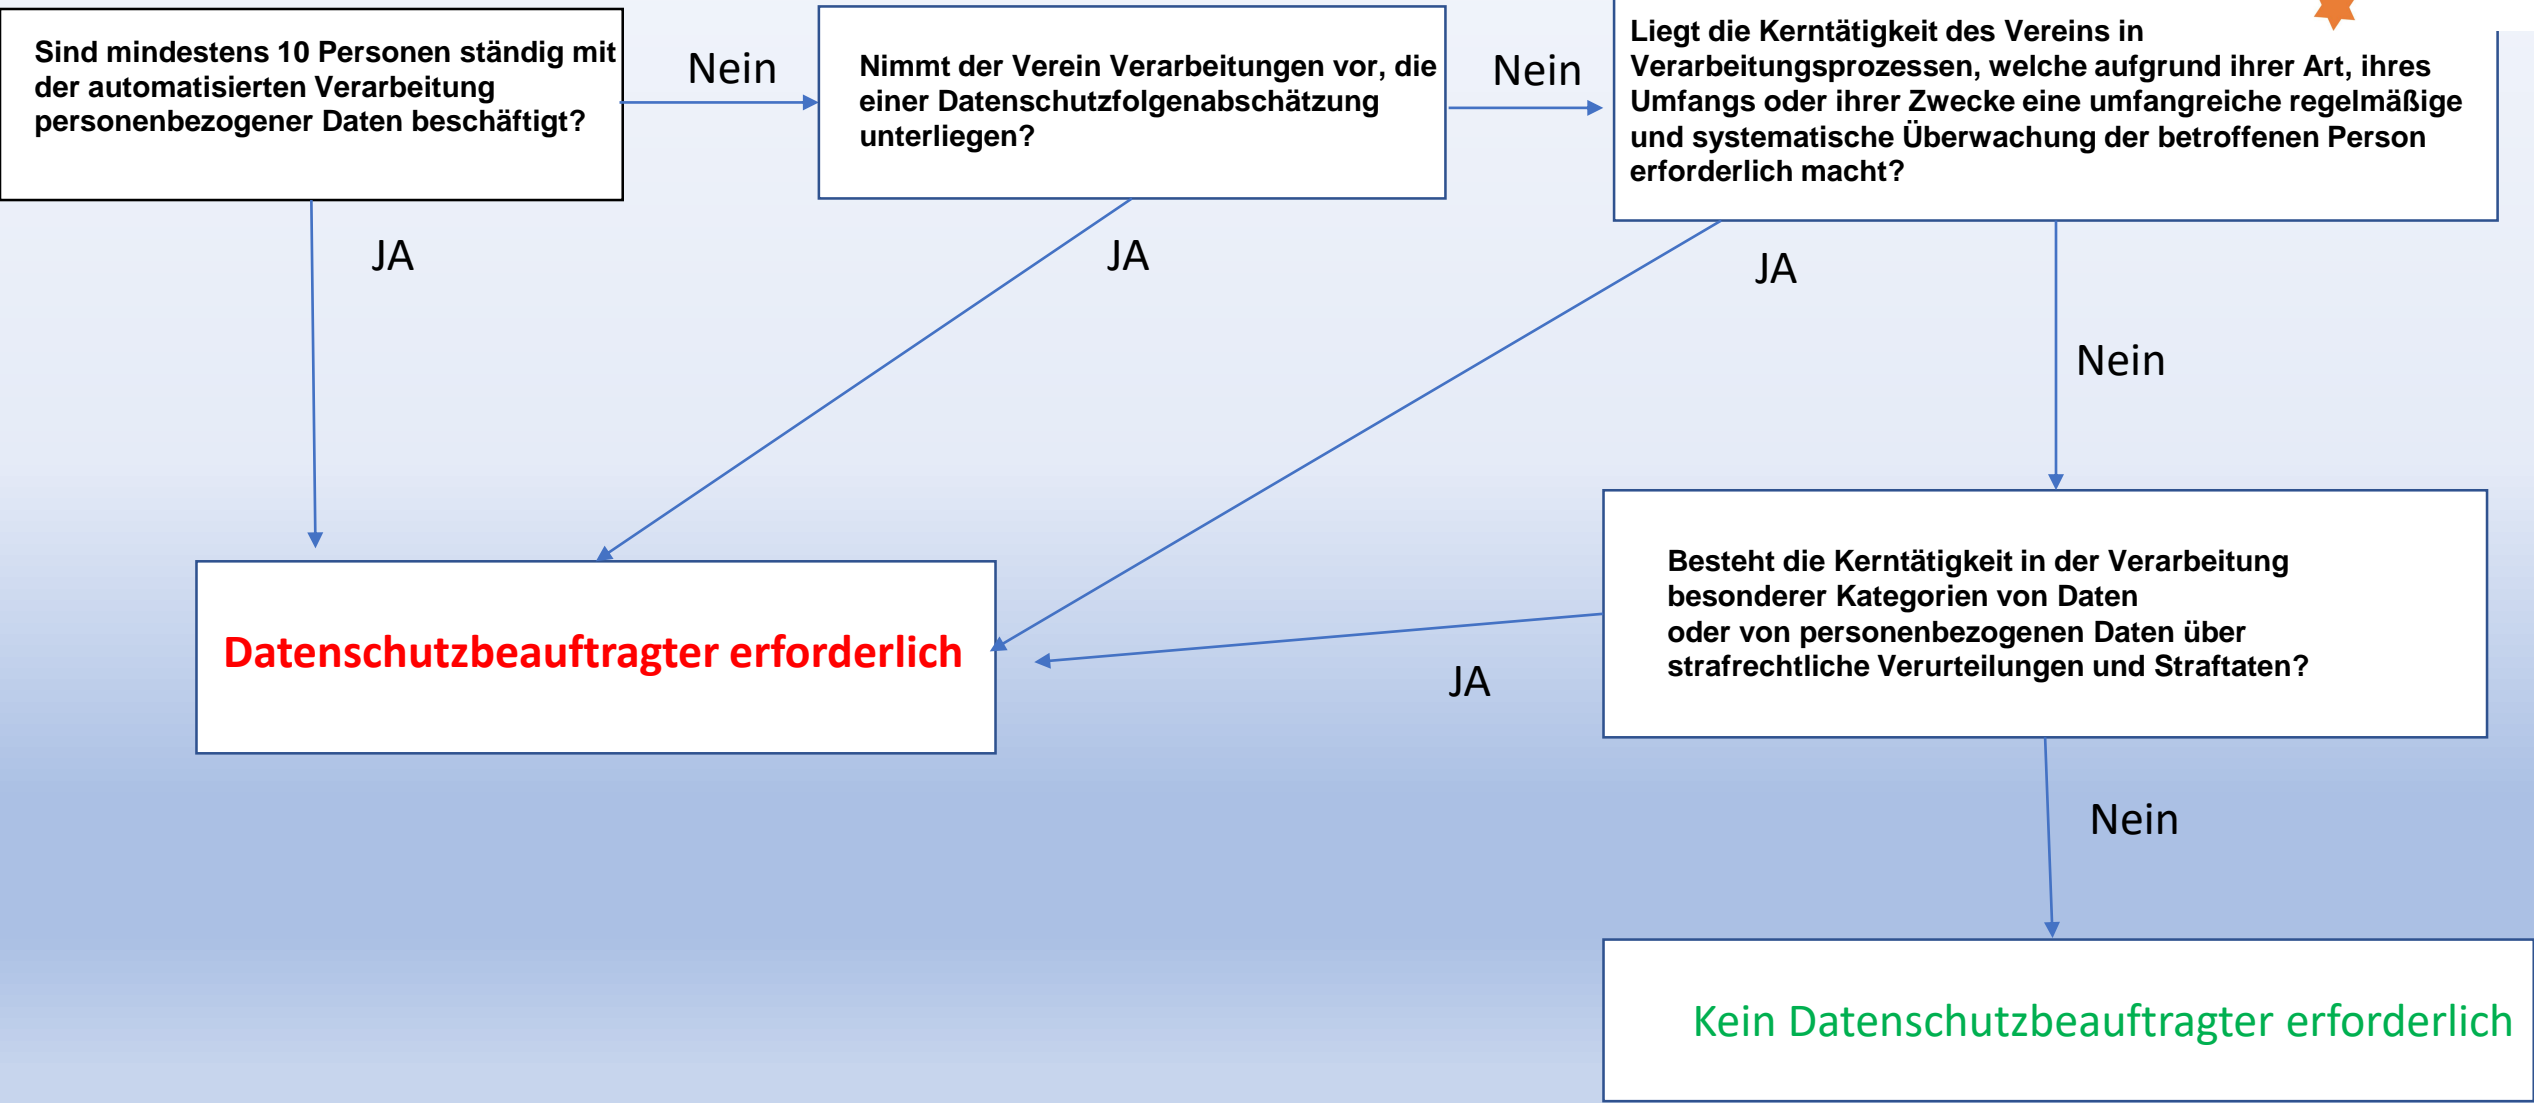 Sind mindestens 10 Personen ständig mit
der automatisierten Verarbeitung
personenbezogener Daten beschäftigt?
Nein
Nimmt der Verein Verarbeitungen vor, die
einer Datenschutzfolgenabschätzung
unterliegen?
Nein
Liegt die Kerntätigkeit des Vereins in
Verarbeitungsprozessen, welche aufgrund ihrer Art, ihres
Umfangs oder ihrer Zwecke eine umfangreiche regelmäßige
und systematische Überwachung der betroffenen Person
erforderlich macht?
JA
JA
JA
Nein
Datenschutzbeauftragter erforderlich
JA
Besteht die Kerntätigkeit in der Verarbeitung
besonderer Kategorien von Daten
oder von personenbezogenen Daten über
strafrechtliche Verurteilungen und Straftaten?
Nein
Kein Datenschutzbeauftragter erforderlich